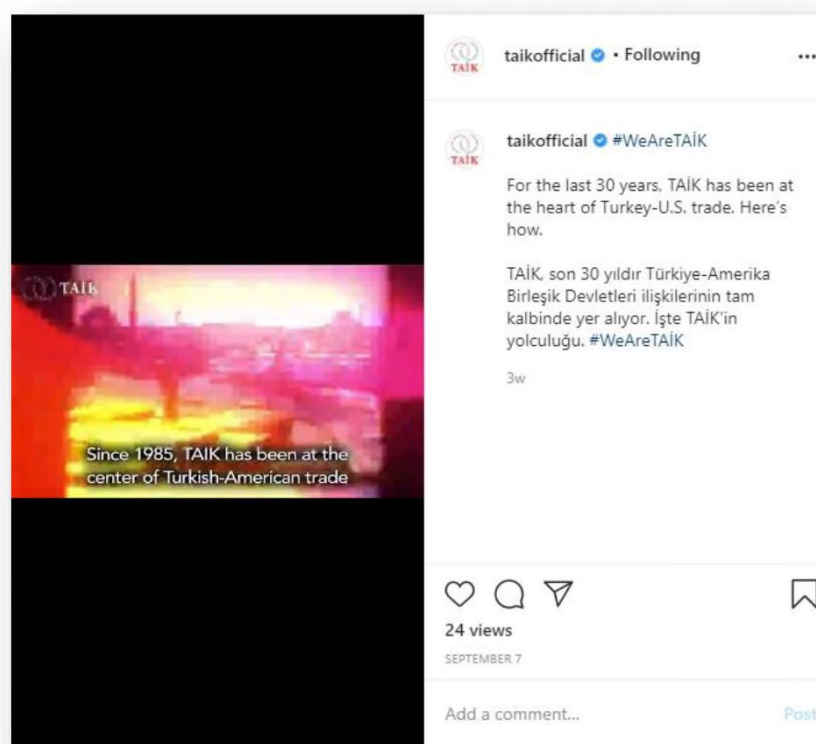 TAİK
Since 1985, TAIK has been at the
center of Turkish-American trade
TAİK
taikofficial • Following
TAİK
taikofficial #WeAreTAİK
For the last 30 years, TAİK has been at
the heart of Turkey-U.S. trade. Here's
how.
TAİK, son 30 yıldır Türkiye-Amerika
Birleşik Devletleri ilişkilerinin tam
kalbinde yer alıyor. İşte TAİK'in
yolculuğu. #WeAreTAİK
3w
24 views
SEPTEMBER 7
Add a comment...
Post